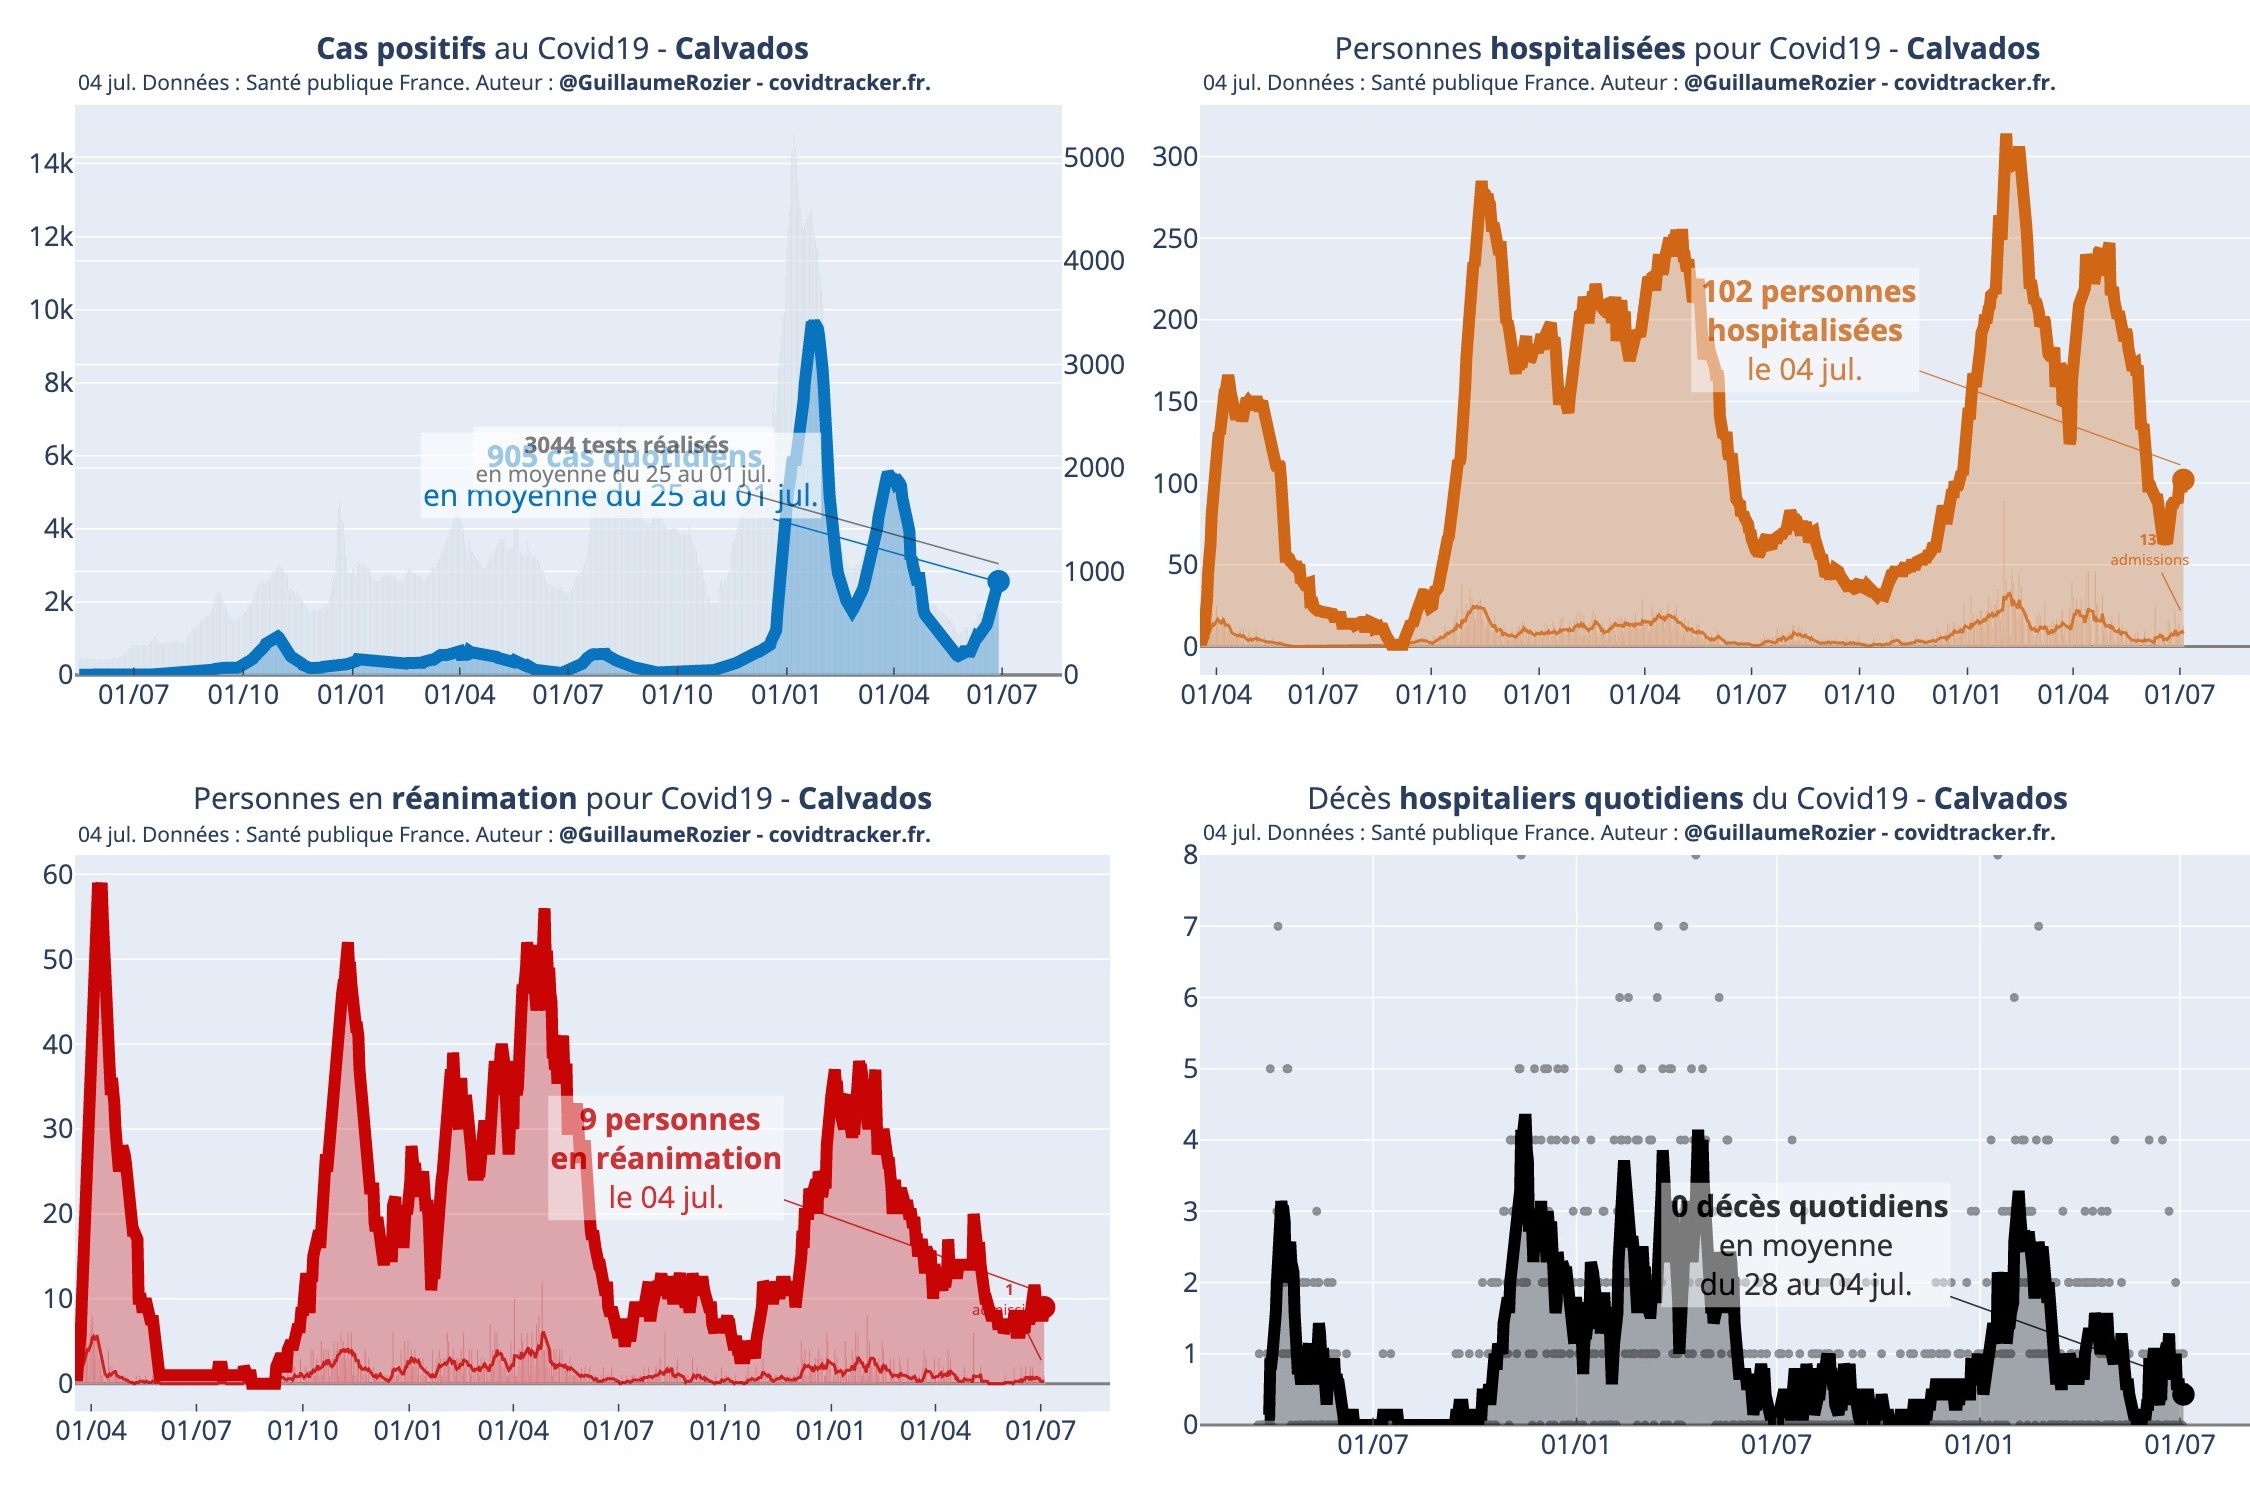 Cas positifs au Covid19 - Calvados
04 jul. Données : Santé publique France. Auteur : @GuillaumeRozier - covidtracker.fr.
14k
12k
10k
8k
6k
4k
2k
0
5000
4000
3000
2000
1000
0
3044 tests réalisés
905 cas quotidiens
en moyenne du 25 au 01 jul.
en moyenne du 25 au 01 jul.
01/07 01/10 01/01 01/04 01/07 01/10 01/01 01/04 01/07
Personnes hospitalisées pour Covid19 - Calvados
04 jul. Données : Santé publique France. Auteur : @GuillaumeRozier - covidtracker.fr.
300
250
200
150
100
50
0
102 personnes
hospitalisées
le 04 jul.
13
admissions
01/04 01/07 01/10 01/01 01/04 01/07 01/10 01/01 01/04 01/07
Personnes en réanimation pour Covid19 - Calvados
04 jul. Données : Santé publique France. Auteur : @GuillaumeRozier - covidtracker.fr.
60
50
40
30
20
10
0
9 personnes
en réanimation
le 04 jul.
1
01/04 01/07 01/10 01/01 01/04 01/07 01/10 01/01 01/04 01/07
Décès hospitaliers quotidiens du Covid19 - Calvados
04 jul. Données : Santé publique France. Auteur : @GuillaumeRozier - covidtracker.fr.
8
7
6
5
4
3
2
1
0
0 décès quotidiens
en moyenne
du 28 au 04 jul.
01/07 01/01 01/07 01/01 01/07